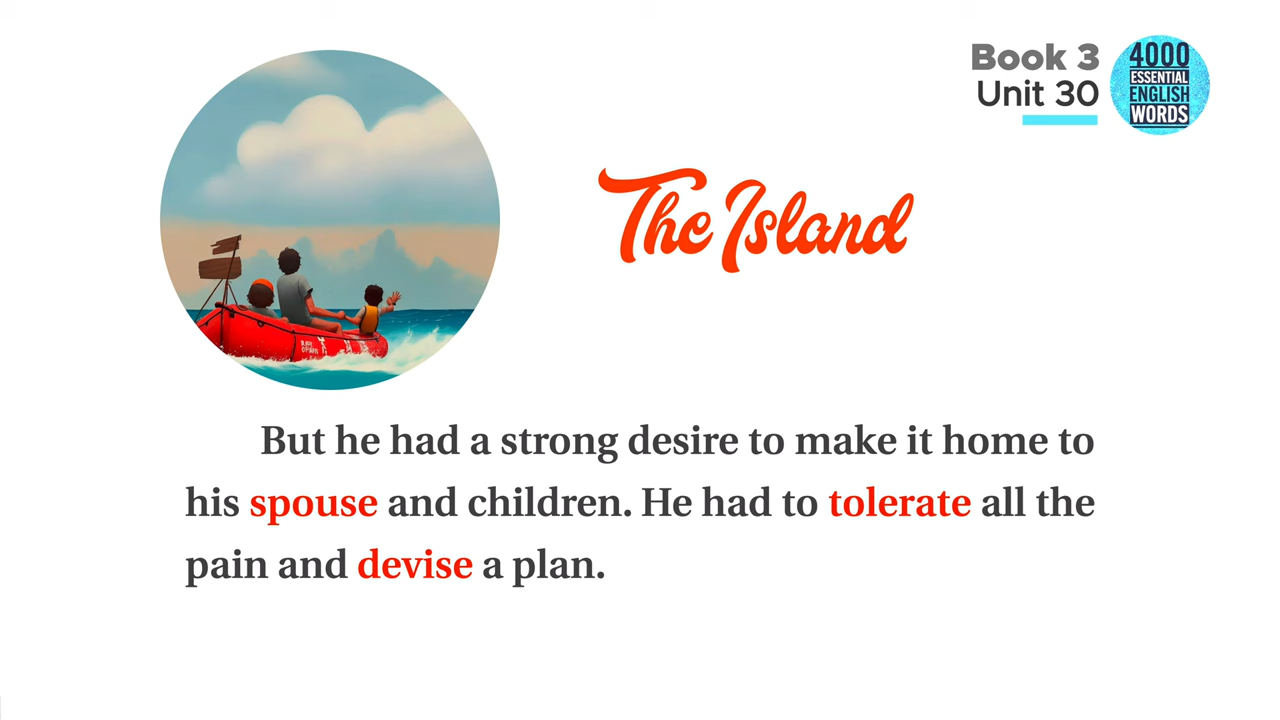 Book 3
Unit 30
4000
ESSENTIAL
ENGLISH
WORDS
The Island
But he had a strong desire to make it home to
his spouse and children. He had to tolerate all the
pain and devise a plan.